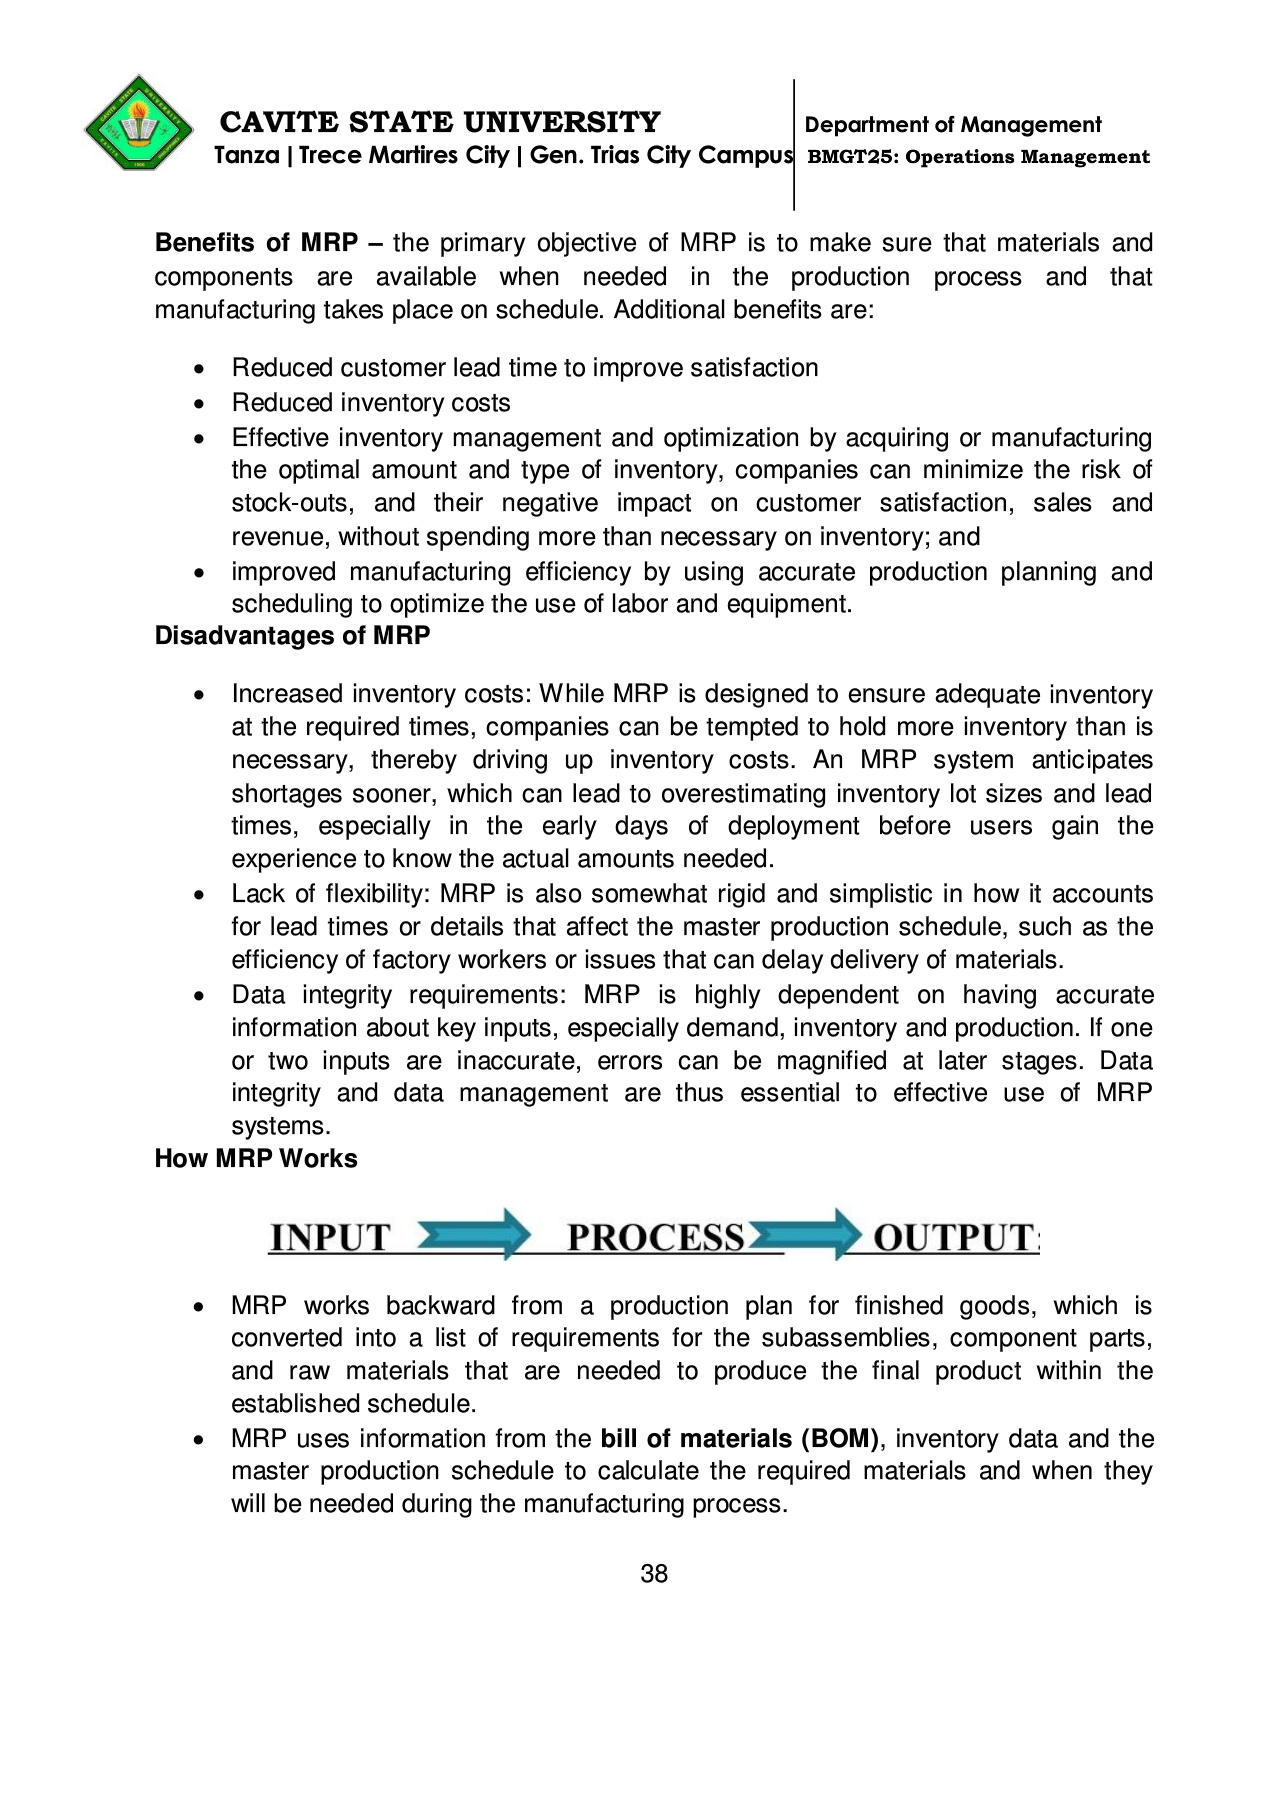 CAVITE STATE UNIVERSITY
Tanza | Trece Martires City | Gen. Trias City Campus
Department of Management
BMGT25: Operations Management
Benefits of MRP – the primary objective of MRP is to make sure that materials and
components are available when needed in the production process and that
manufacturing takes place on schedule. Additional benefits are:
• Reduced customer lead time to improve satisfaction
• Reduced inventory costs
• Effective inventory management and optimization by acquiring or manufacturing
the optimal amount and type of inventory, companies can minimize the risk of
stock-outs, and their negative impact on customer satisfaction, sales and
revenue, without spending more than necessary on inventory; and
• improved manufacturing efficiency by using accurate production planning and
scheduling to optimize the use of labor and equipment.
Disadvantages of MRP
• Increased inventory costs: While MRP is designed to ensure adequate inventory
at the required times, companies can be tempted to hold more inventory than is
necessary, thereby driving up inventory costs. An MRP system anticipates
shortages sooner, which can lead to overestimating inventory lot sizes and lead
times, especially in the early days of deployment before users gain the
experience to know the actual amounts needed.
• Lack of flexibility: MRP is also somewhat rigid and simplistic in how it accounts
for lead times or details that affect the master production schedule, such as the
efficiency of factory workers or issues that can delay delivery of materials.
• Data integrity requirements: MRP is highly dependent on having accurate
information about key inputs, especially demand, inventory and production. If one
or two inputs are inaccurate, errors can be magnified at later stages. Data
integrity and data management are thus essential to effective use of MRP
systems.
How MRP Works
INPUT PROCESS OUTPUT:
• MRP works backward from a production plan for finished goods, which is
converted into a list of requirements for the subassemblies, component parts,
and raw materials that are needed to produce the final product within the
established schedule.
• MRP uses information from the bill of materials (BOM), inventory data and the
master production schedule to calculate the required materials and when they
will be needed during the manufacturing process.
38